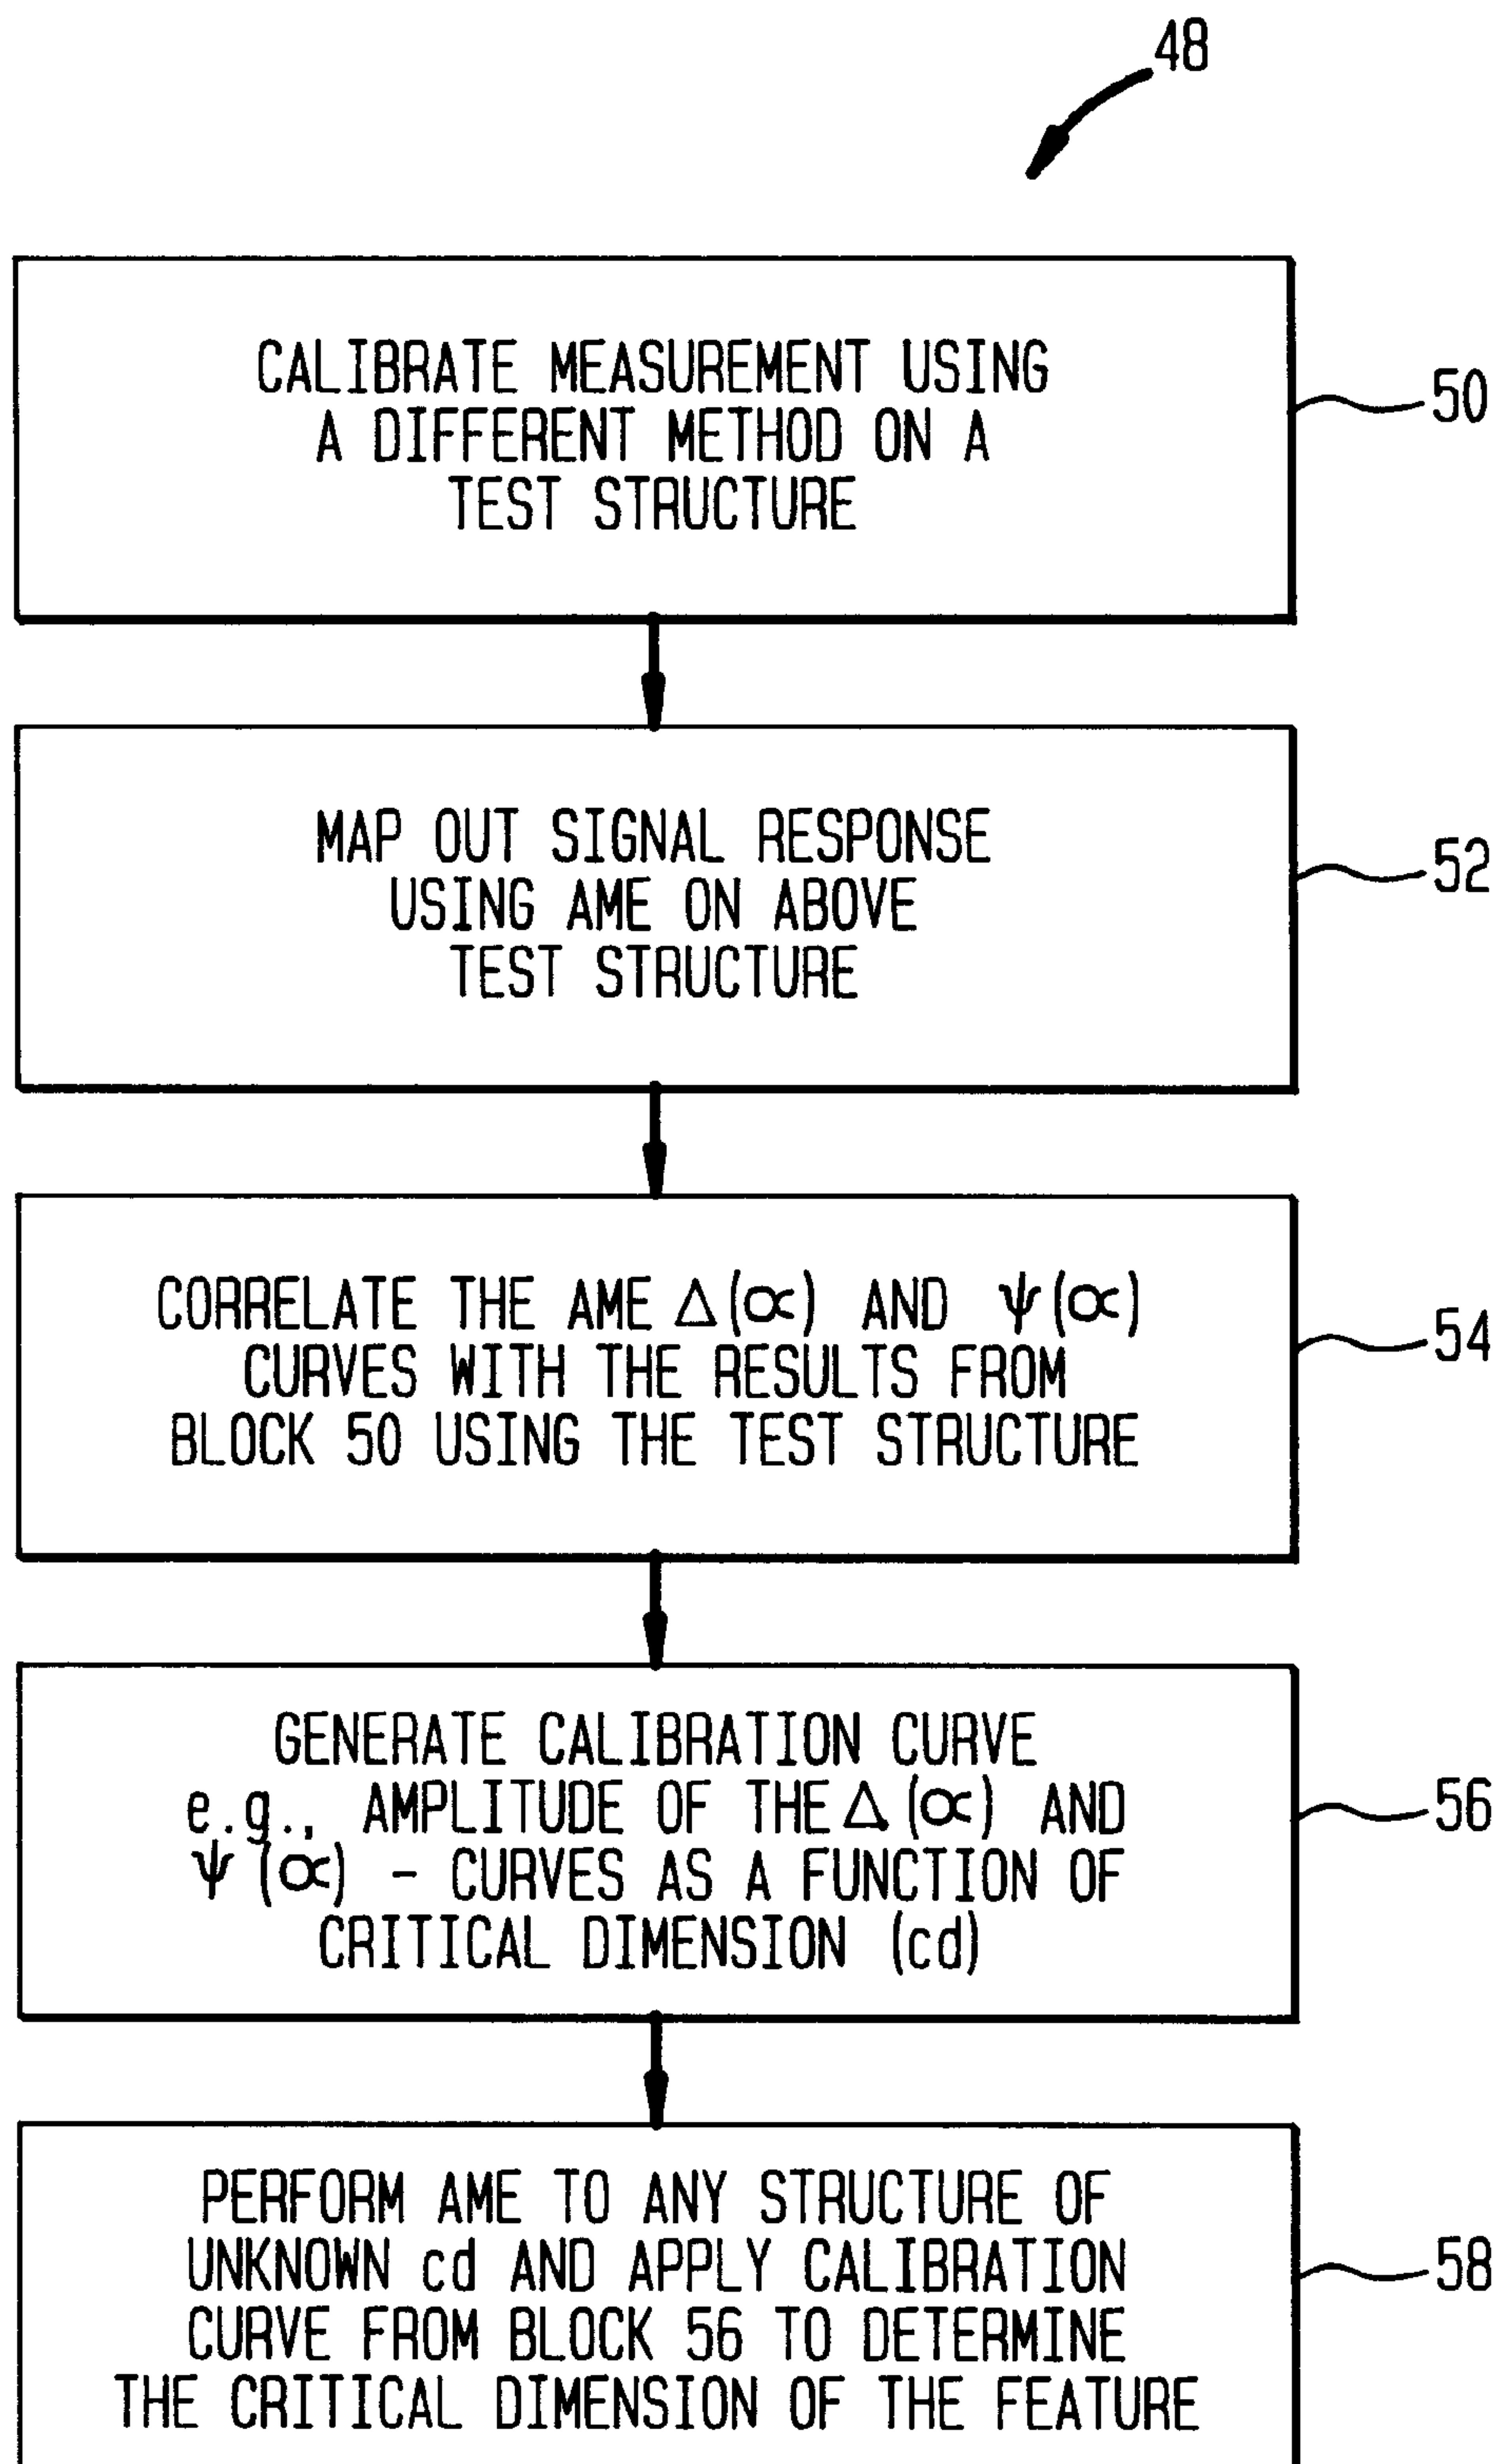 48
CALIBRATE MEASUREMENT USING
A DIFFERENT METHOD ON A
TEST STRUCTURE
50
MAP OUT SIGNAL RESPONSE
USING AME ON ABOVE
TEST STRUCTURE
52
CORRELATE THE AME Δ(α) AND Ψ(α)
CURVES WITH THE RESULTS FROM
BLOCK 50 USING THE TEST STRUCTURE
54
GENERATE CALIBRATION CURVE
e.g., AMPLITUDE OF THE Δ (α) AND
Ψ (α) - CURVES AS A FUNCTION OF
CRITICAL DIMENSION (cd)
56
PERFORM AME TO ANY STRUCTURE OF
UNKNOWN cd AND APPLY CALIBRATION
CURVE FROM BLOCK 56 TO DETERMINE
THE CRITICAL DIMENSION OF THE FEATURE
58